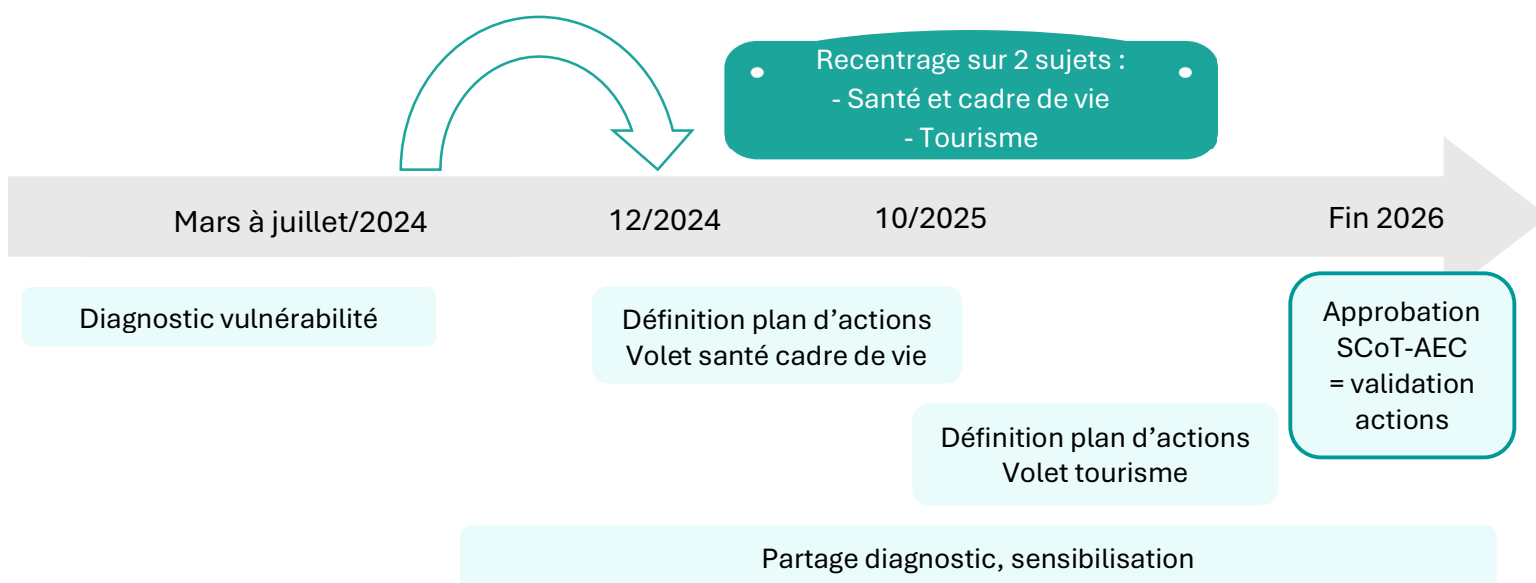 Recentrage sur 2 sujets :
- Santé et cadre de vie
- Tourisme
Mars à juillet/2024
12/2024
10/2025
Fin 2026
Diagnostic vulnérabilité
Définition plan d’actions
Volet santé cadre de vie
Définition plan d’actions
Volet tourisme
Approbation
SCoT-AEC
= validation
actions
Partage diagnostic, sensibilisation